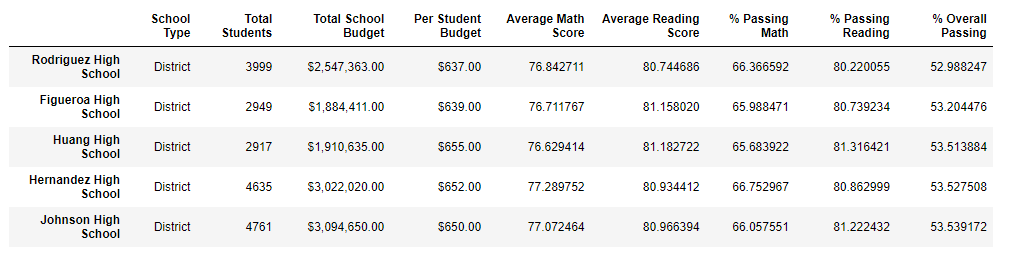 School Type Total Students Total School Budget Per Student Budget Average Math Score Average Reading Score % Passing Math % Passing Reading % Overall Passing
Rodriguez High School District 3999 $2,547,363.00 $637.00 76.842711 80.744686 66.366592 80.220055 52.988247
Figueroa High School District 2949 $1,884,411.00 $639.00 76.711767 81.158020 65.988471 80.739234 53.204476
Huang High School District 2917 $1,910,635.00 $655.00 76.629414 81.182722 65.683922 81.316421 53.513884
Hernandez High School District 4635 $3,022,020.00 $652.00 77.289752 80.934412 66.752967 80.862999 53.527508
Johnson High School District 4761 $3,094,650.00 $650.00 77.072464 80.966394 66.057551 81.222432 53.539172